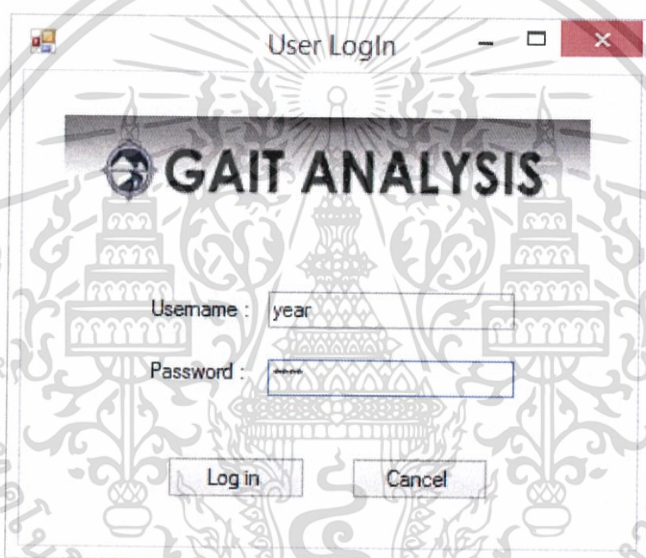 User LogIn
GAIT ANALYSIS
Username : year
Password : ****
Log in Cancel